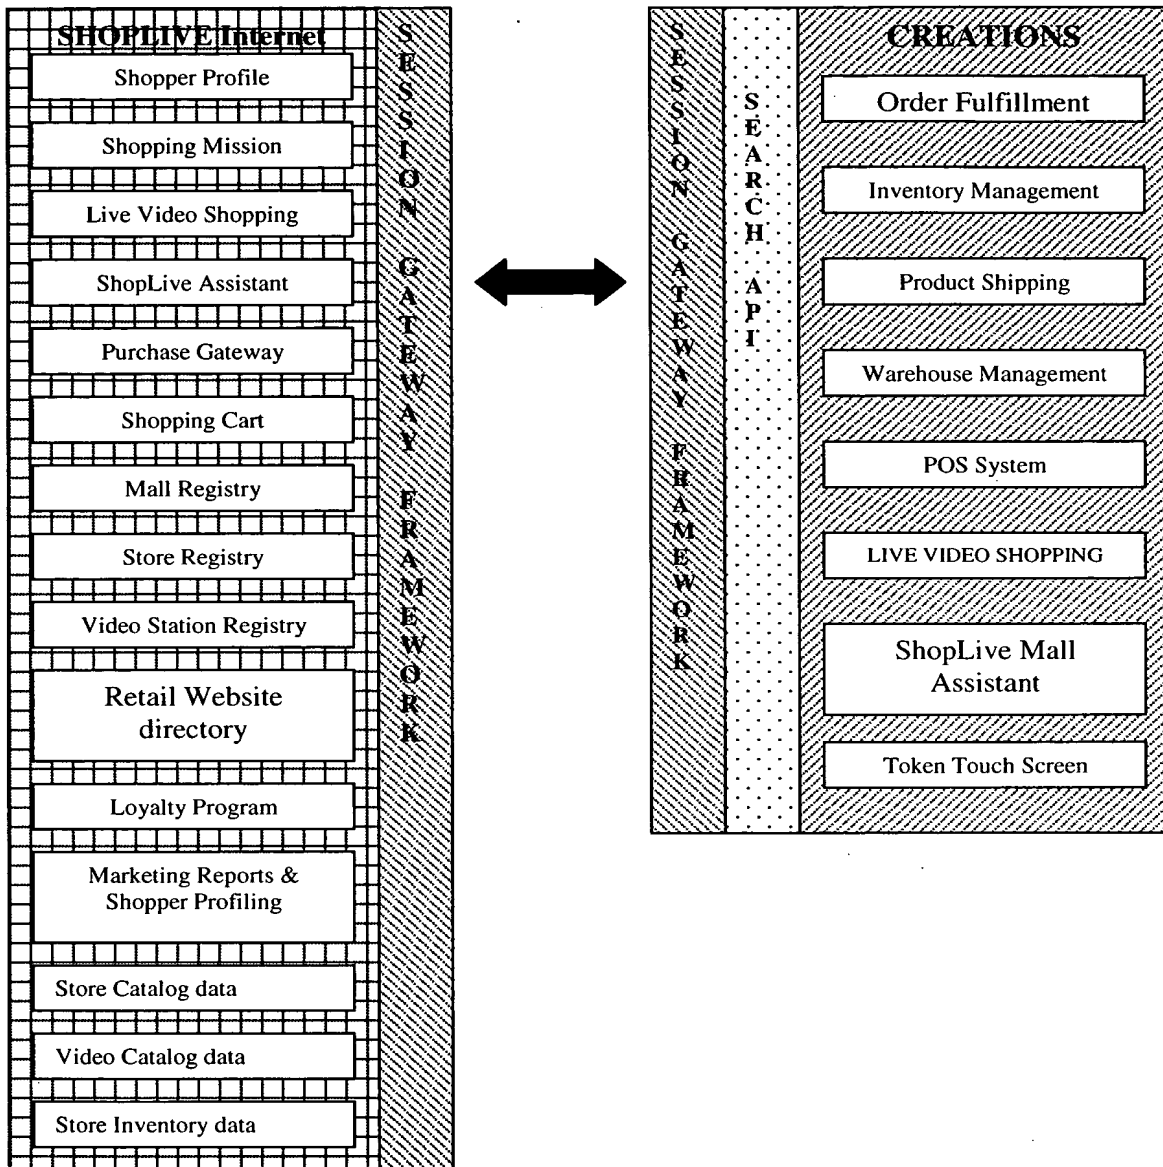 SHOPLIVE Internet
Shopper Profile
Shopping Mission
Live Video Shopping
ShopLive Assistant
Purchase Gateway
Shopping Cart
Mall Registry
Store Registry
Video Station Registry
Retail Website
directory
Loyalty Program
Marketing Reports &
Shopper Profiling
Store Catalog data
Video Catalog data
Store Inventory data
SESSION GATEWAY FRAMEWORK
SESSION GATEWAY FRAMEWORK
SEARCH API
CREATIONS
Order Fulfillment
Inventory Management
Product Shipping
Warehouse Management
POS System
LIVE VIDEO SHOPPING
ShopLive Mall
Assistant
Token Touch Screen